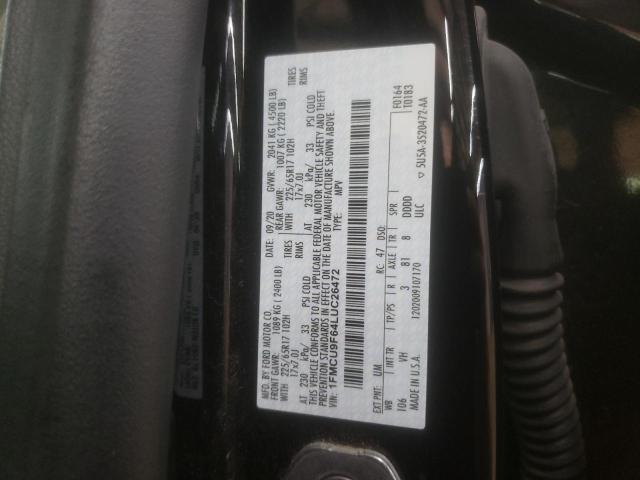 MFD. BY FORD MOTOR CO.
DATE: 09/20 GVWR: 2041 KG ( 4500 LB)
FRONT GAWR: 1089 KG ( 2400 LB) REAR GAWR: 1007 KG ( 2220 LB)
WITH 225/65R17 102H TIRES WITH 225/65R17 102H TIRES
17x7.0J RIMS 17x7.0J RIMS
AT 230 kPa/ 33 PSI COLD AT 230 kPa/ 33 PSI COLD
THIS VEHICLE CONFORMS TO ALL APPLICABLE FEDERAL MOTOR VEHICLE SAFETY AND THEFT
PREVENTION STANDARDS IN EFFECT ON THE DATE OF MANUFACTURE SHOWN ABOVE.
VIN: 1FMCU9F64LUC26472 TYPE: MPV
F0164
T0183
EXT PNT: UM RC: 47 DSO:
WB INT TR TP/PS R AXLE TR SPR
106 VH 3 B1 8 DDDD
MADE IN U.S.A. 1202009107170 ULC 5U5A-3520472-AA